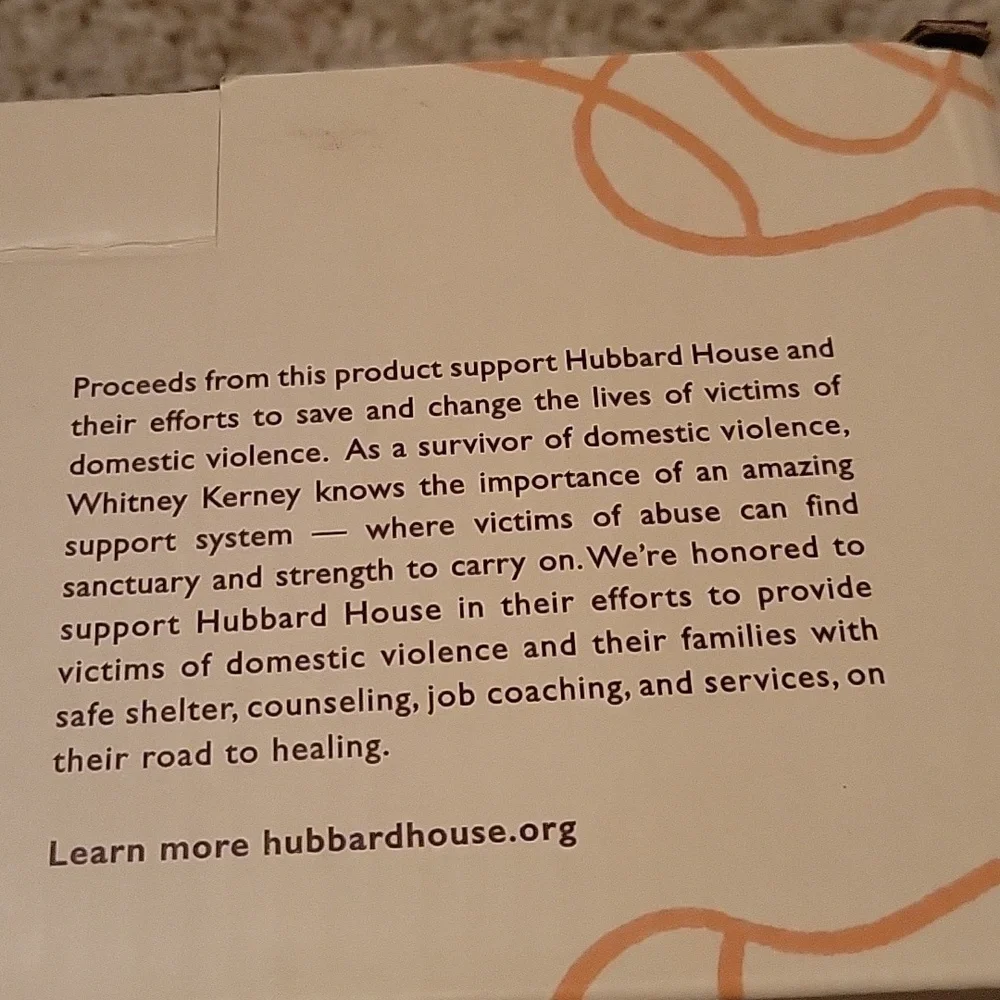 Proceeds from this product support Hubbard House and
their efforts to save and change the lives of victims of
domestic violence. As a survivor of domestic violence,
Whitney Kerney knows the importance of an amazing
support system — where victims of abuse can find
sanctuary and strength to carry on. We're honored to
support Hubbard House in their efforts to provide
victims of domestic violence and their families with
safe shelter, counseling, job coaching, and services, on
their road to healing.
Learn more hubbardhouse.org